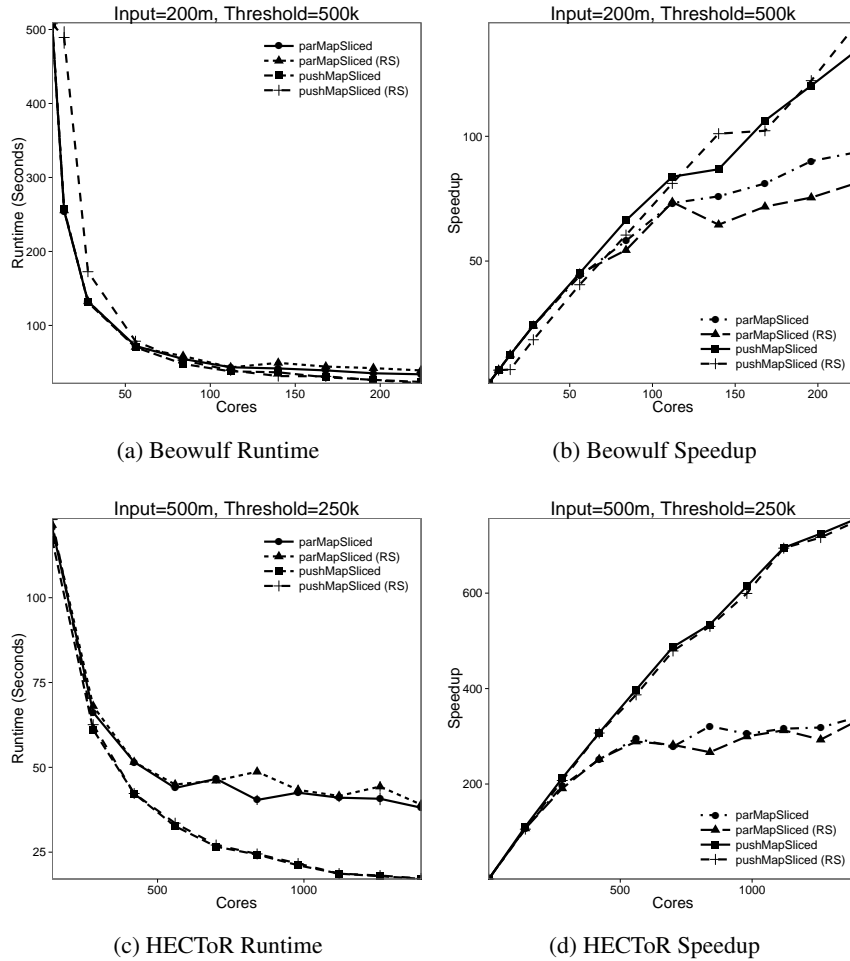 Input=200m, Threshold=500k
500
400
300
200
100
Runtime (Seconds)
parMapSliced
parMapSliced (RS)
pushMapSliced
pushMapSliced (RS)
50 100 150 200
Cores
(a) Beowulf Runtime
Input=200m, Threshold=500k
100
50
Speedup
parMapSliced
parMapSliced (RS)
pushMapSliced
pushMapSliced (RS)
50 100 150 200
Cores
(b) Beowulf Speedup
Input=500m, Threshold=250k
100
75
50
25
Runtime (Seconds)
parMapSliced
parMapSliced (RS)
pushMapSliced
pushMapSliced (RS)
500 1000
Cores
(c) HECToR Runtime
Input=500m, Threshold=250k
600
400
200
Speedup
parMapSliced
parMapSliced (RS)
pushMapSliced
pushMapSliced (RS)
500 1000
Cores
(d) HECToR Speedup